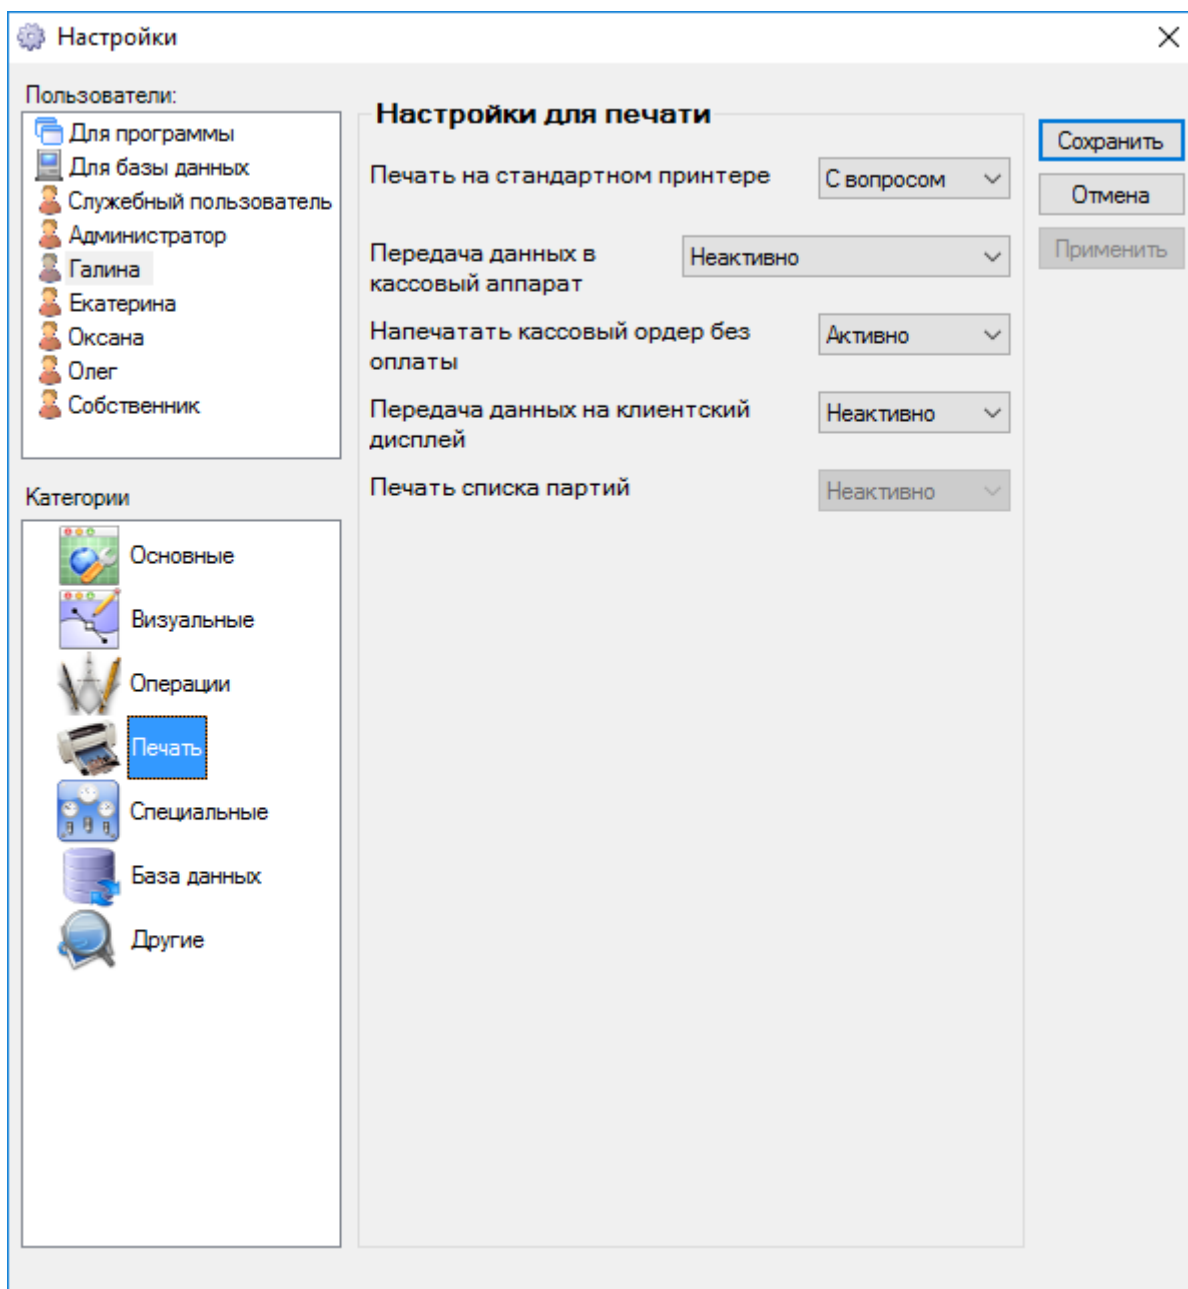 Настройки
Пользователи:
Для программы
Для базы данных
Служебный пользователь
Администратор
Галина
Екатерина
Оксана
Олег
Собственник
Категории
Основные
Визуальные
Операции
Печать
Специальные
База данных
Другие
Настройки для печати
Печать на стандартном принтере
С вопросом
Передача данных в
кассовый аппарат
Неактивно
Напечатать кассовый ордер без
оплаты
Активно
Передача данных на клиентский
дисплей
Неактивно
Печать списка партий
Неактивно
Сохранить
Отмена
Применить